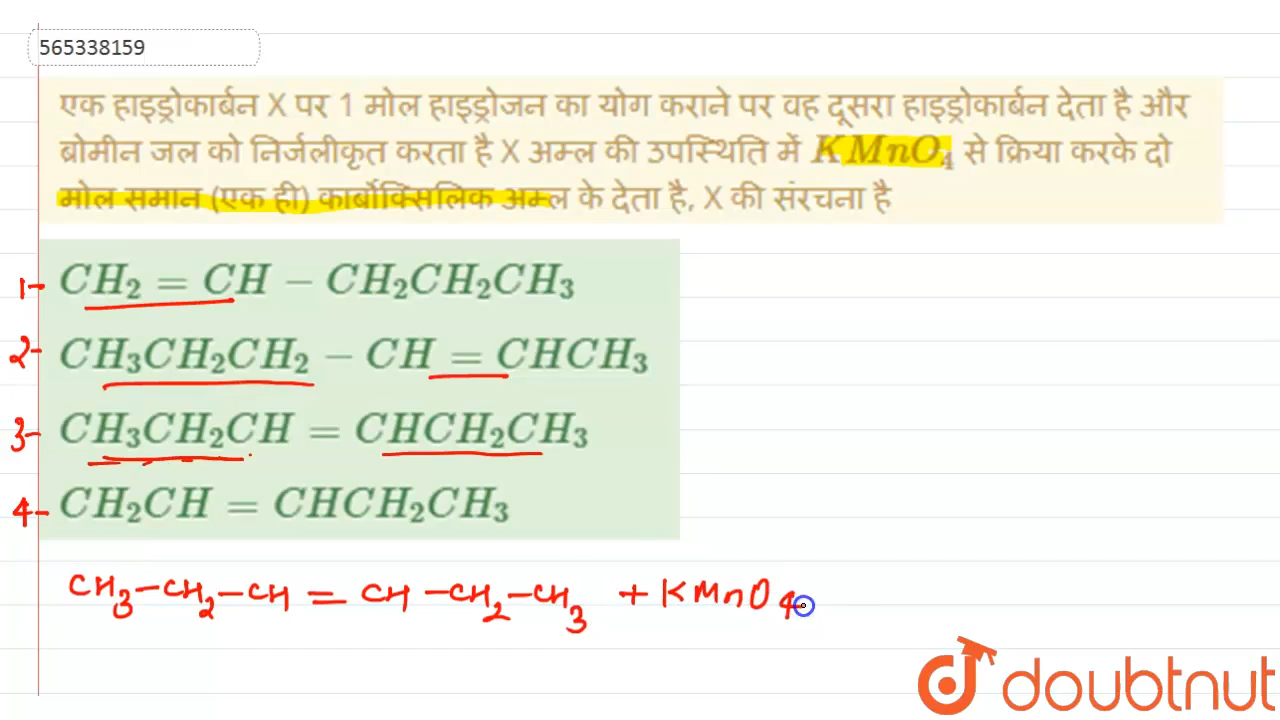 565338159
एक हाइड्रोकार्बन X पर 1 मोल हाइड्रोजन का योग कराने पर वह दूसरा हाइड्रोकार्बन देता है और
ब्रोमीन जल को निर्जलीकृत करता है X अम्ल की उपस्थिति में KMnO₄ से क्रिया करके दो
मोल समान (एक ही) कार्बोक्सिलिक अम्ल के देता है, X की संरचना है
1- CH₂ = CH − CH₂CH₂CH₃
2- CH₃CH₂CH₂ − CH = CHCH₃
3- CH₃CH₂CH = CHCH₂CH₃
4- CH₂CH = CHCH₂CH₃
CH₃-CH₂-CH = CH-CH₂-CH₃ + KMnO₄
doubtnut